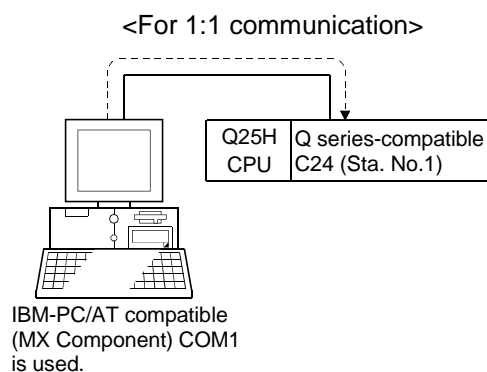 <For 1:1 communication>
Q25H
CPU
Q series-compatible
C24 (Sta. No.1)
IBM-PC/AT compatible
(MX Component) COM1
is used.